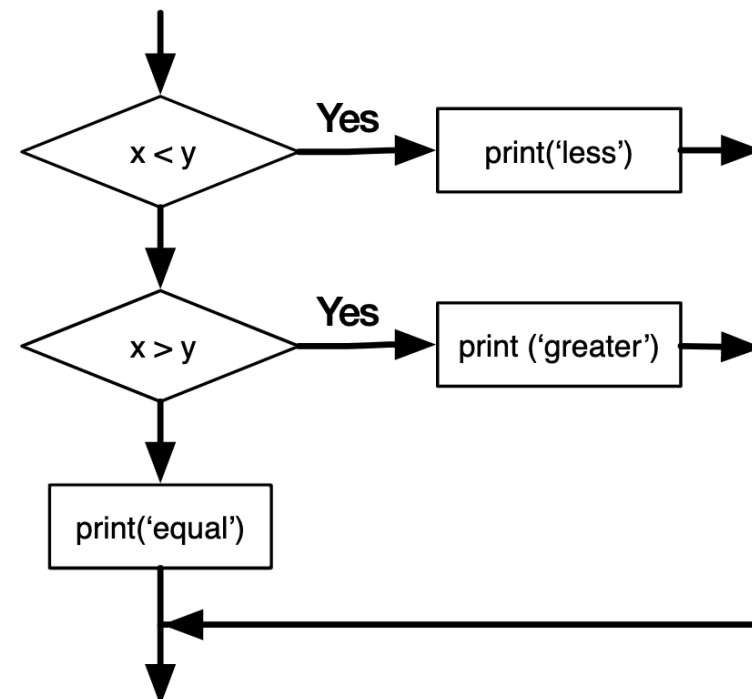 Yes
x < y
print(‘less’)
Yes
x > y
print (‘greater’)
print(‘equal’)